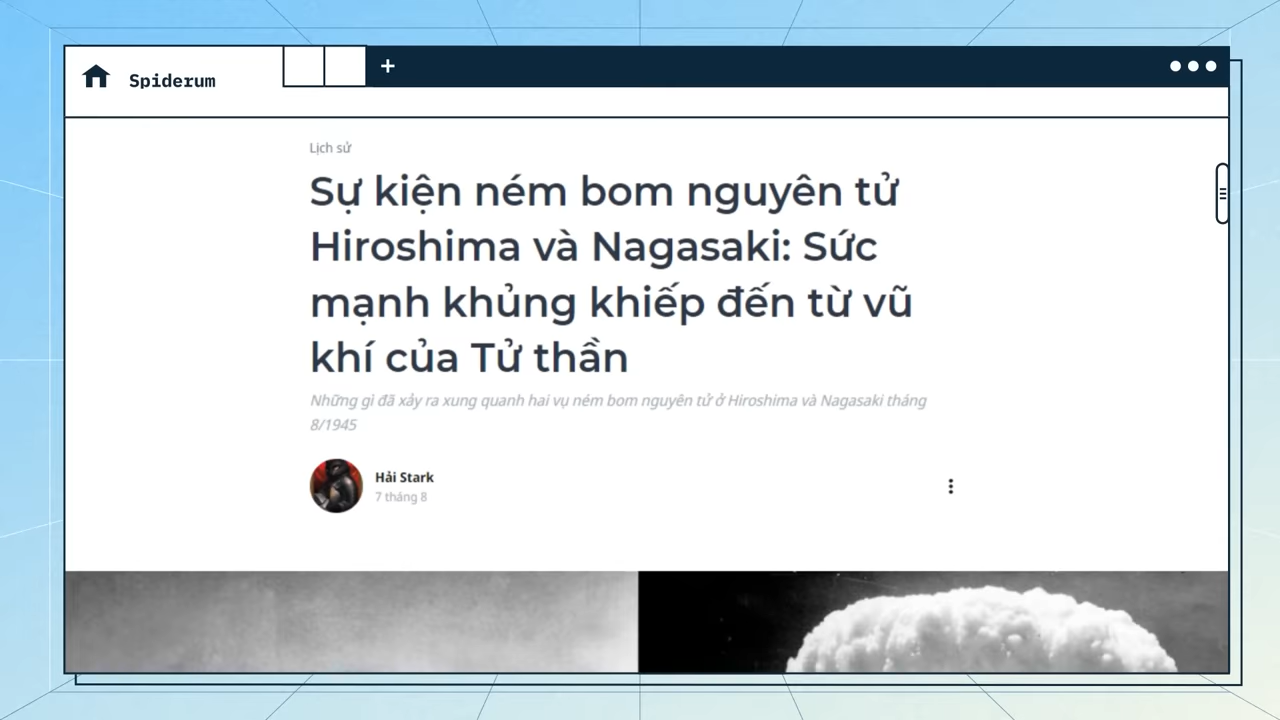 Spiderum
Lịch sử
Sự kiện ném bom nguyên tử
Hiroshima và Nagasaki: Sức
mạnh khủng khiếp đến từ vũ
khí của Tử thần
Những gì đã xảy ra xung quanh hai vụ ném bom nguyên tử ở Hiroshima và Nagasaki tháng
8/1945
Hải Stark
7 tháng 8